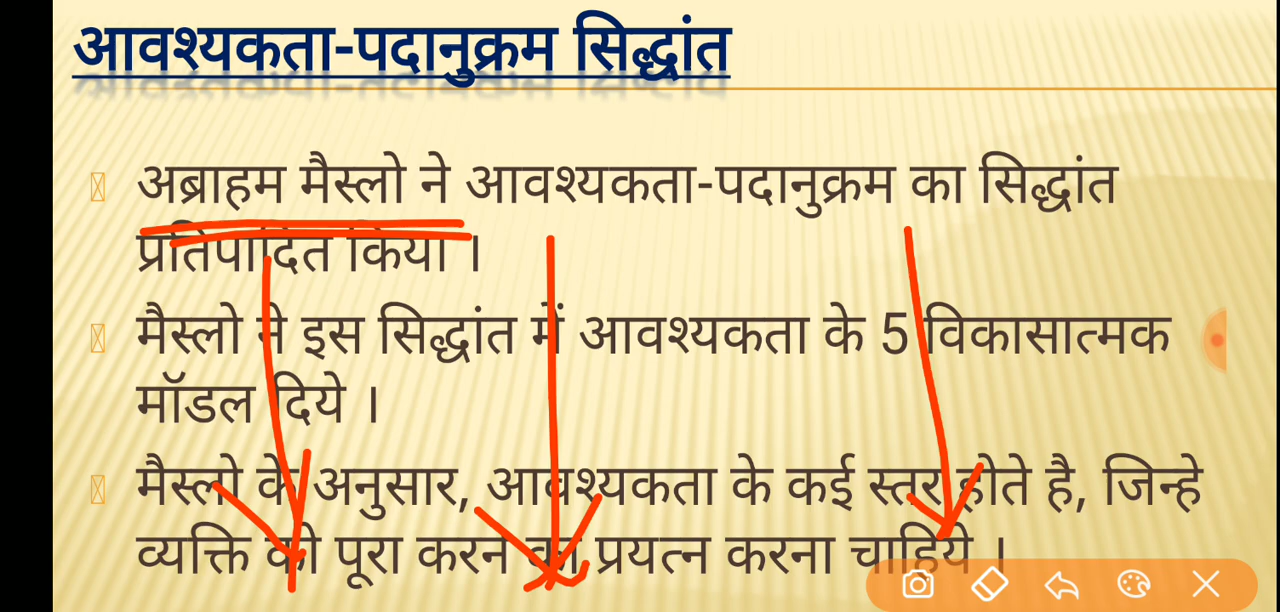 आवश्यकता-पदानुक्रम सिद्धांत
अब्राहम मैस्लो ने आवश्यकता-पदानुक्रम का सिद्धांत
प्रतिपादित किया ।
मैस्लो ने इस सिद्धांत में आवश्यकता के 5 विकासात्मक
मॉडल दिये ।
मैस्लो के अनुसार, आवश्यकता के कई स्तर होते है, जिन्हे
व्यक्ति को पूरा करने का प्रयत्न करना चाहिये ।